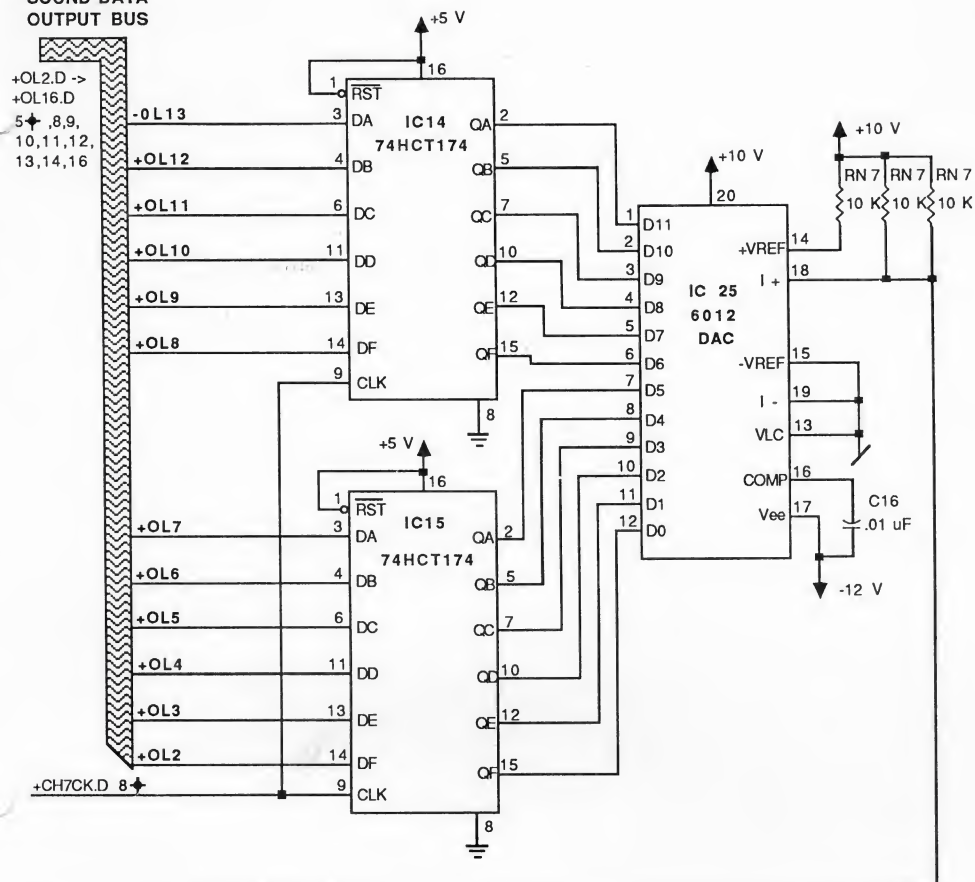 SOUND DATA
OUTPUT BUS
+OL2.D ->
+OL16.D
5 ,8,9,
10,11,12,
13,14,16
-0L13
+OL12
+OL11
+OL10
+OL9
+OL8
+5 V
16
1 RST
3 DA
4 DB
6 DC
11 DD
13 DE
14 DF
9 CLK
IC14
74HCT174
QA 2
QB 5
QC 7
QD 10
QE 12
QF 15
8
+5 V
16
+OL7
+OL6
+OL5
+OL4
+OL3
+OL2
+CH7CK.D 8
1 RST
3 DA
4 DB
6 DC
11 DD
13 DE
14 DF
9 CLK
IC15
74HCT174
QA 2
QB 5
QC 7
QD 10
QE 12
QF 15
8
+10 V
20
1 D11
2 D10
3 D9
4 D8
5 D7
6 D6
7 D5
8 D4
9 D3
10 D2
11 D1
12 D0
IC 25
6012
DAC
+VREF 14
I + 18
-VREF 15
I - 19
VLC 13
COMP 16
Vee 17
+10 V
RN 7 RN 7 RN 7
10 K 10 K 10 K
C16
.01 uF
-12 V